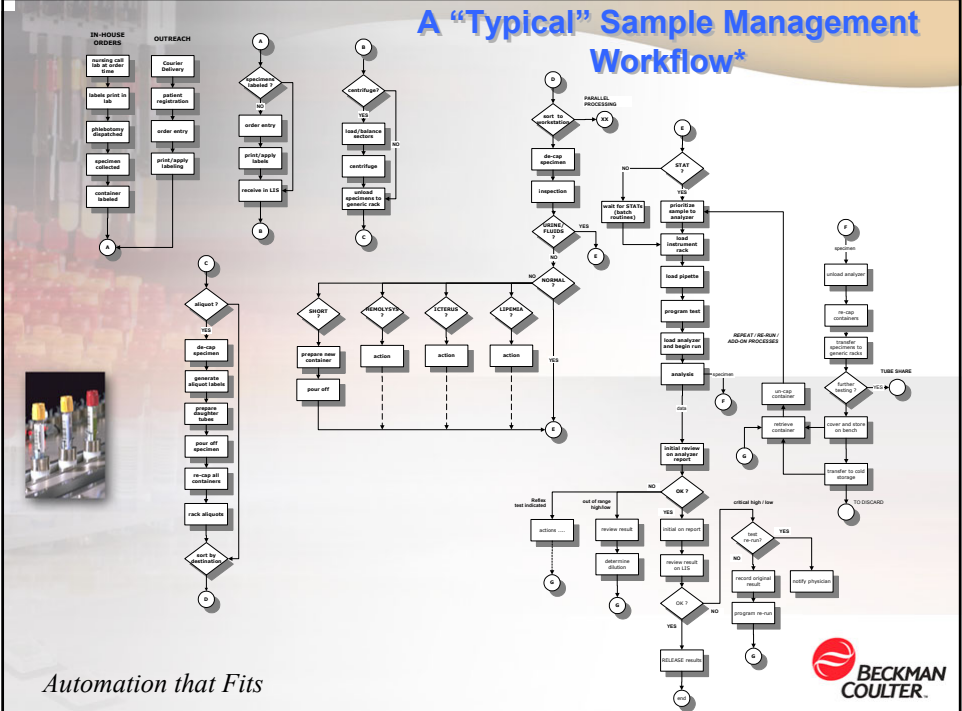 A “Typical” Sample Management
Workflow*
IN-HOUSE
ORDERS
nursing call
lab at order
time
labels print in
lab
phlebotomy
dispatched
specimen
collected
container
labeled
A
OUTREACH
Courier
Delivery
patient
registration
order entry
print/apply
labeling
A
specimens
labeled ?
NO
order entry
print/apply
labels
receive in LIS
B
B
centrifuge?
YES
NO
load/balance
sectors
centrifuge
unload
specimens to
generic rack
C
C
aliquot ?
YES
de-cap
specimen
generate
aliquot labels
prepare
daughter
tubes
pour off
specimen
re-cap all
containers
rack aliquots
sort by
destination
D
D
sort to
workstation
PARALLEL
PROCESSING
XX
de-cap
specimen
inspection
URINE/
FLUIDS
?
YES
E
NO
NORMAL
?
NO
YES
SHORT
?
prepare new
container
pour off
HEMOLYSYS
?
action
ICTERUS
?
action
LIPEMIA
?
action
E
E
STAT
?
NO
YES
wait for STATs
(batch
routines)
prioritize
sample to
analyzer
load
instrument
rack
load pipette
program test
load analyzer
and begin run
analysis
specimen
F
data
REPEAT / RE-RUN /
ADD-ON PROCESSES
initial review
on analyzer
report
OK ?
NO
YES
Reflex
test indicated
actions ....
G
out of range
high/low
review result
determine
dilution
G
initial on report
review result
on LIS
OK ?
NO
YES
RELEASE results
end
critical high / low
test
re-run?
YES
NO
notify physician
record original
result
program re-run
G
F
specimen
unload analyzer
re-cap
containers
transfer
specimens to
generic racks
further
testing ?
YES
TUBE SHARE
cover and store
on bench
transfer to cold
storage
TO DISCARD
un-cap
container
retrieve
container
G
Automation that Fits
BECKMAN
COULTER™